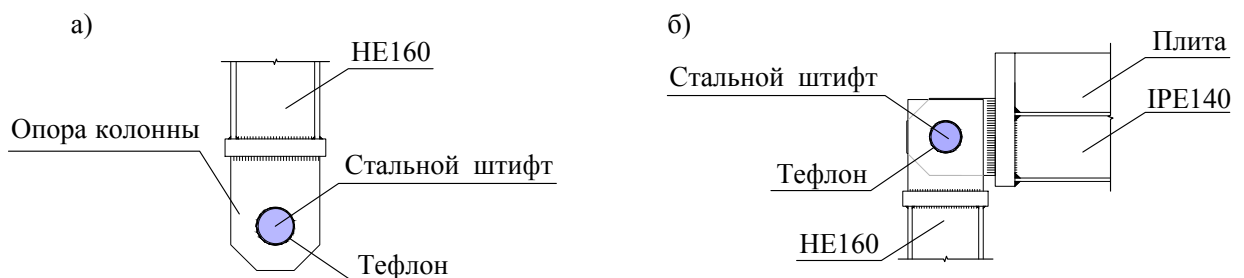 а)
HE160
Опора колонны
Стальной штифт
Тефлон
б)
Плита
Стальной штифт
IPE140
Тефлон
HE160